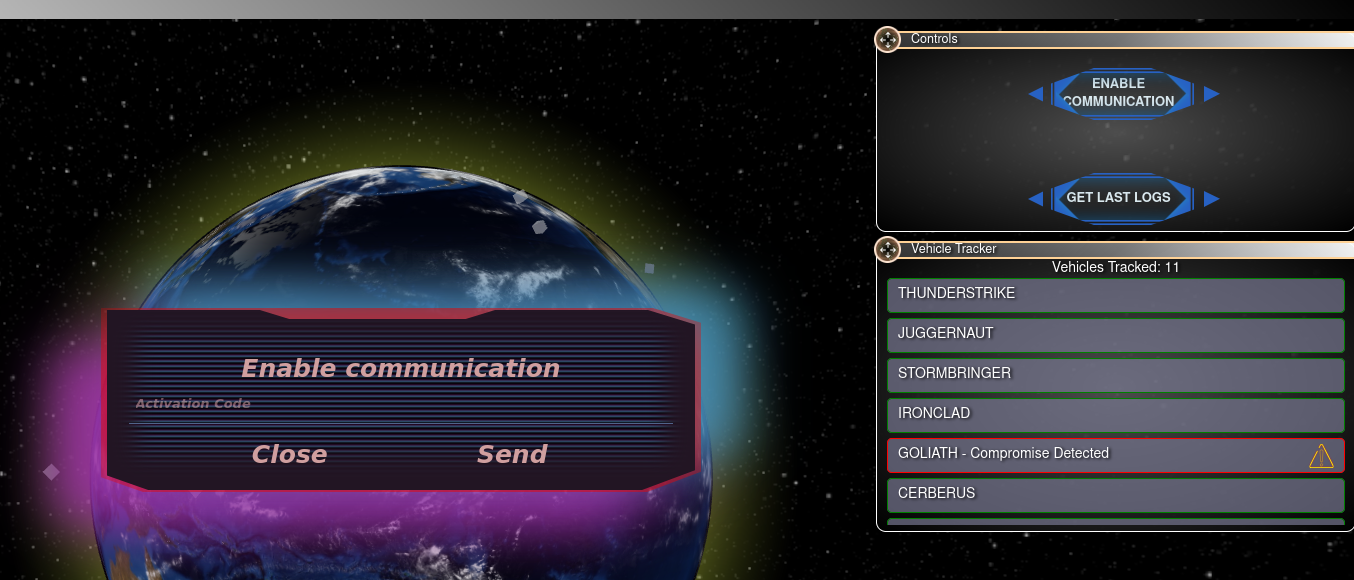 Controls
ENABLE
COMMUNICATION
GET LAST LOGS
Vehicle Tracker
Vehicles Tracked: 11
THUNDERSTRIKE
JUGGERNAUT
STORMBRINGER
IRONCLAD
GOLIATH - Compromise Detected
CERBERUS
Enable communication
Activation Code
Close
Send